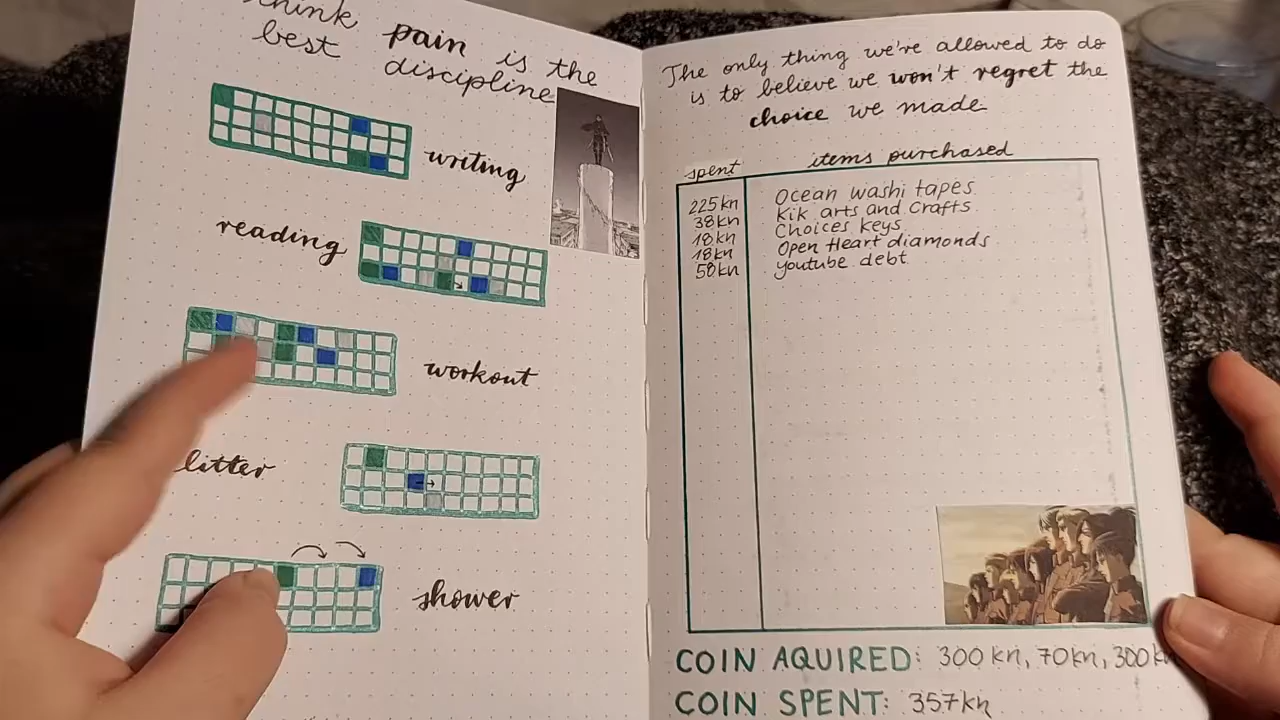 think pain is the
best discipline
writing
reading
workout
litter
shower
The only thing we're allowed to do
is to believe we won't regret the
choice we made
spent items purchased
225kn Ocean washi tapes
38kn Kik arts and Crafts
18kn Choices keys
18kn Open Heart diamonds
58kn youtube debt
COIN AQUIRED: 300 kn, 70kn, 300k
COIN SPENT: 357kn